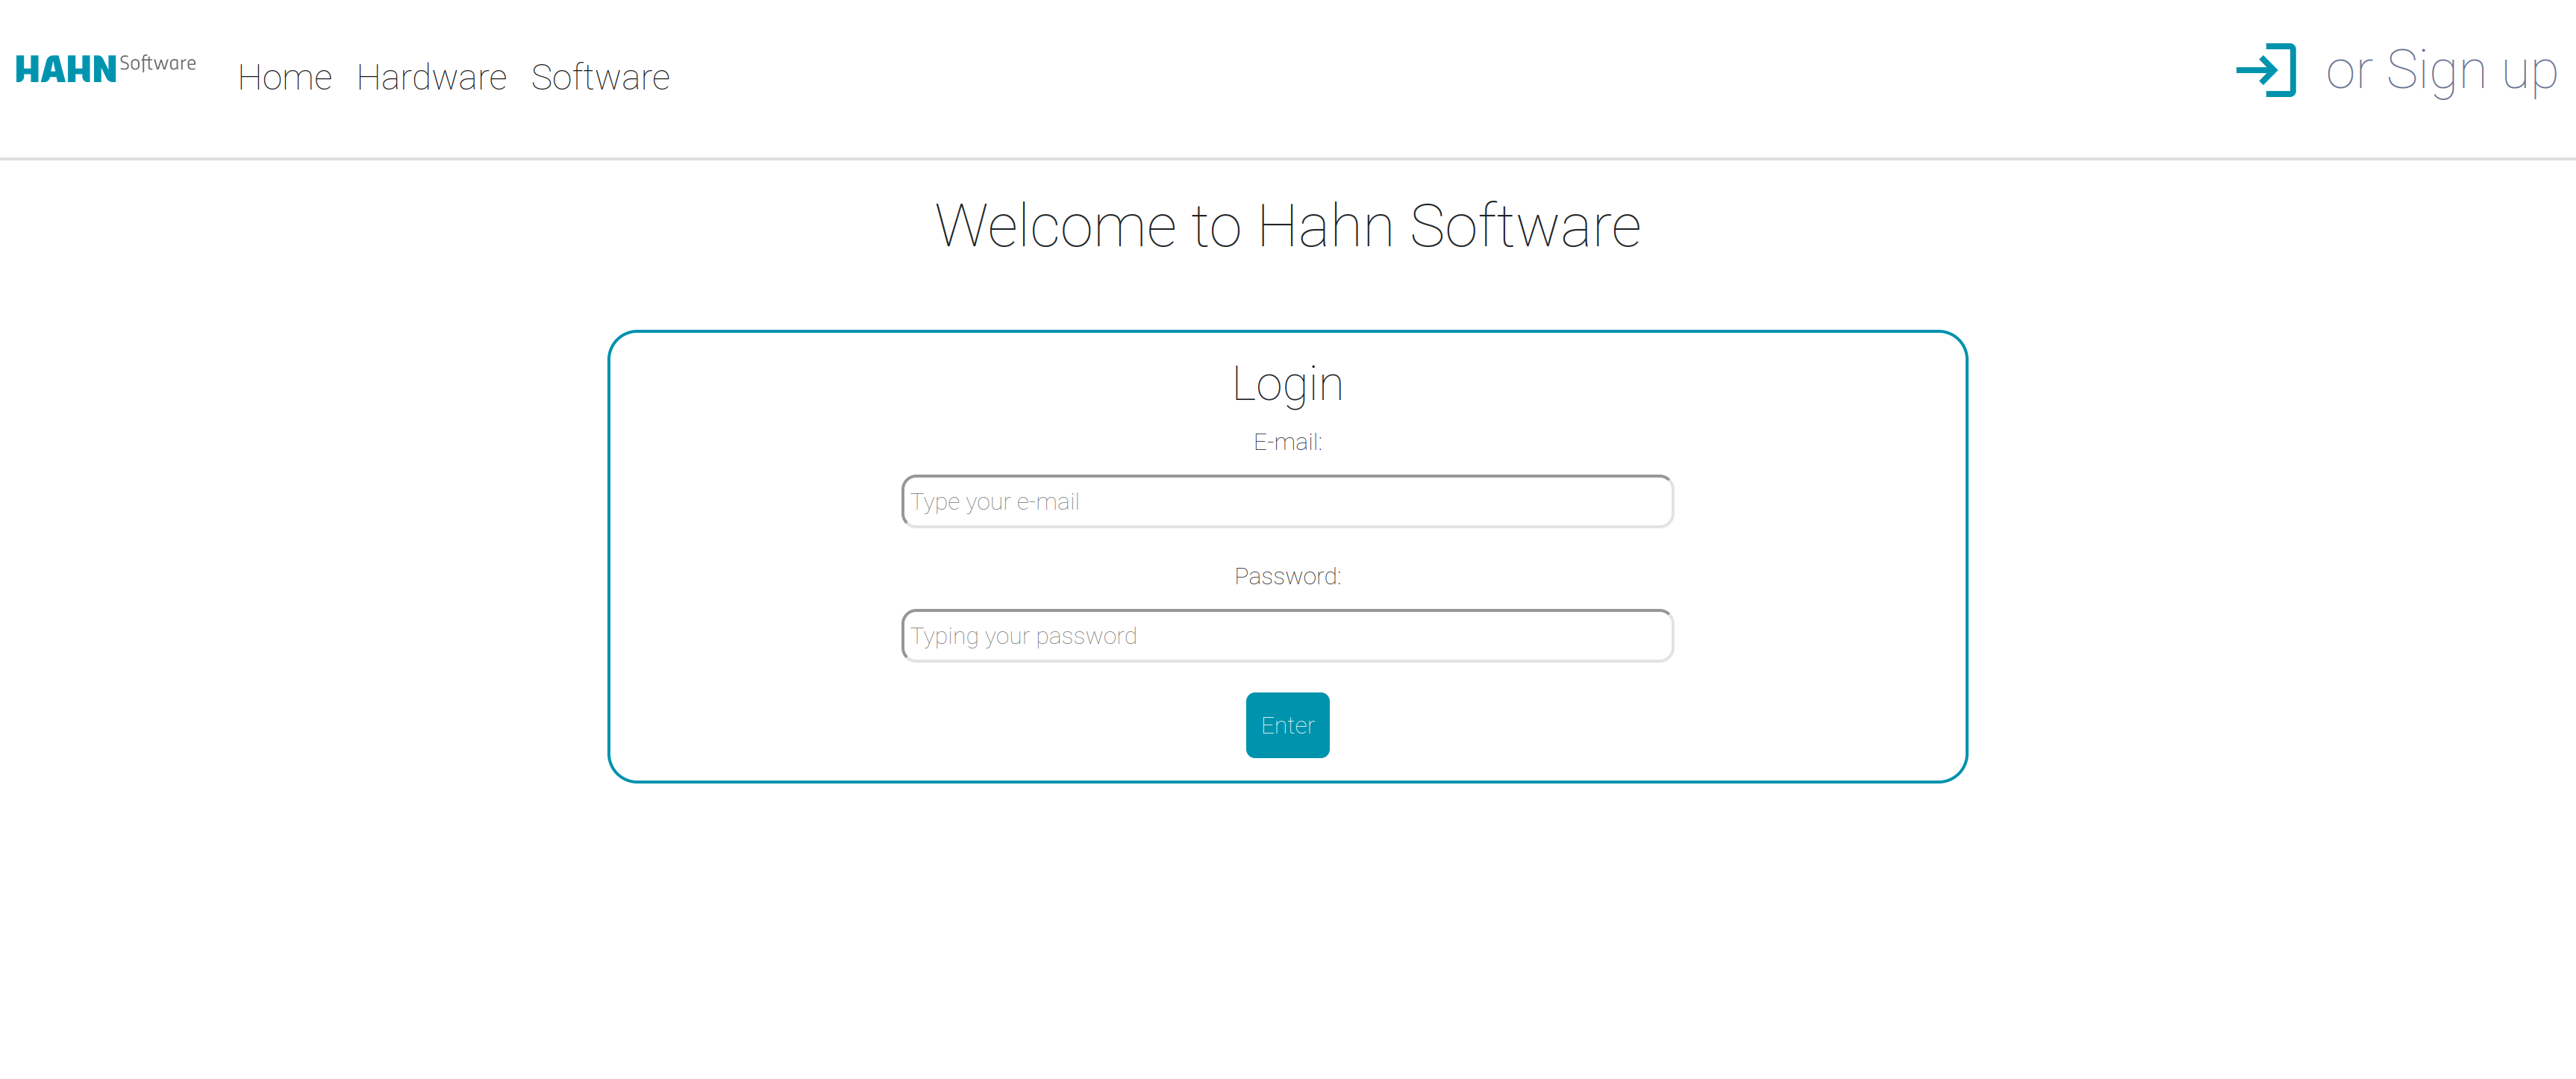 HAHN Software
Home Hardware Software
or Sign up
Welcome to Hahn Software
Login
E-mail:
Type your e-mail
Password:
Typing your password
Enter